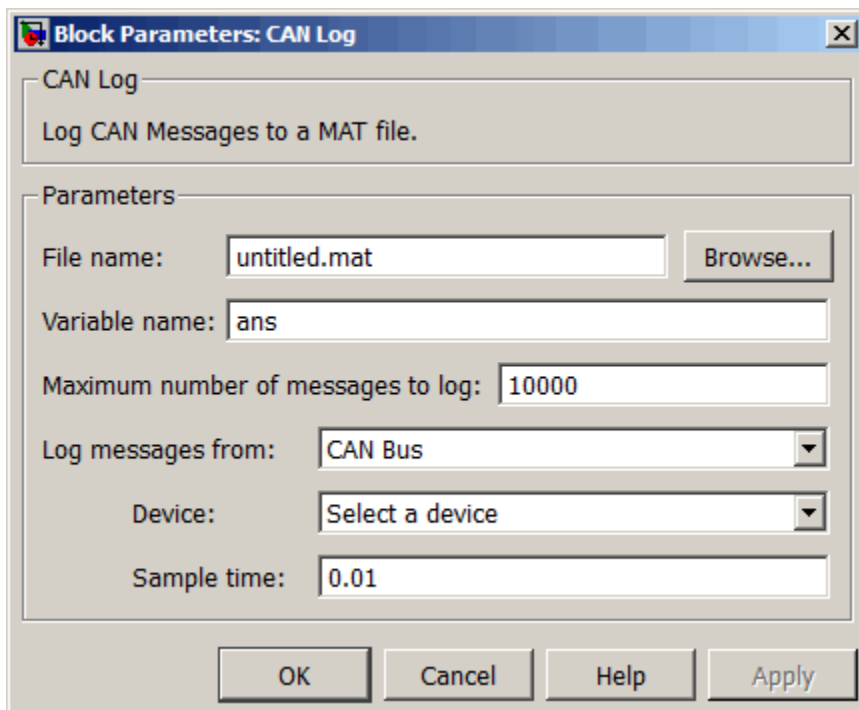 Block Parameters: CAN Log
CAN Log
Log CAN Messages to a MAT file.
Parameters
File name: untitled.mat Browse...
Variable name: ans
Maximum number of messages to log: 10000
Log messages from: CAN Bus
Device: Select a device
Sample time: 0.01
OK Cancel Help Apply